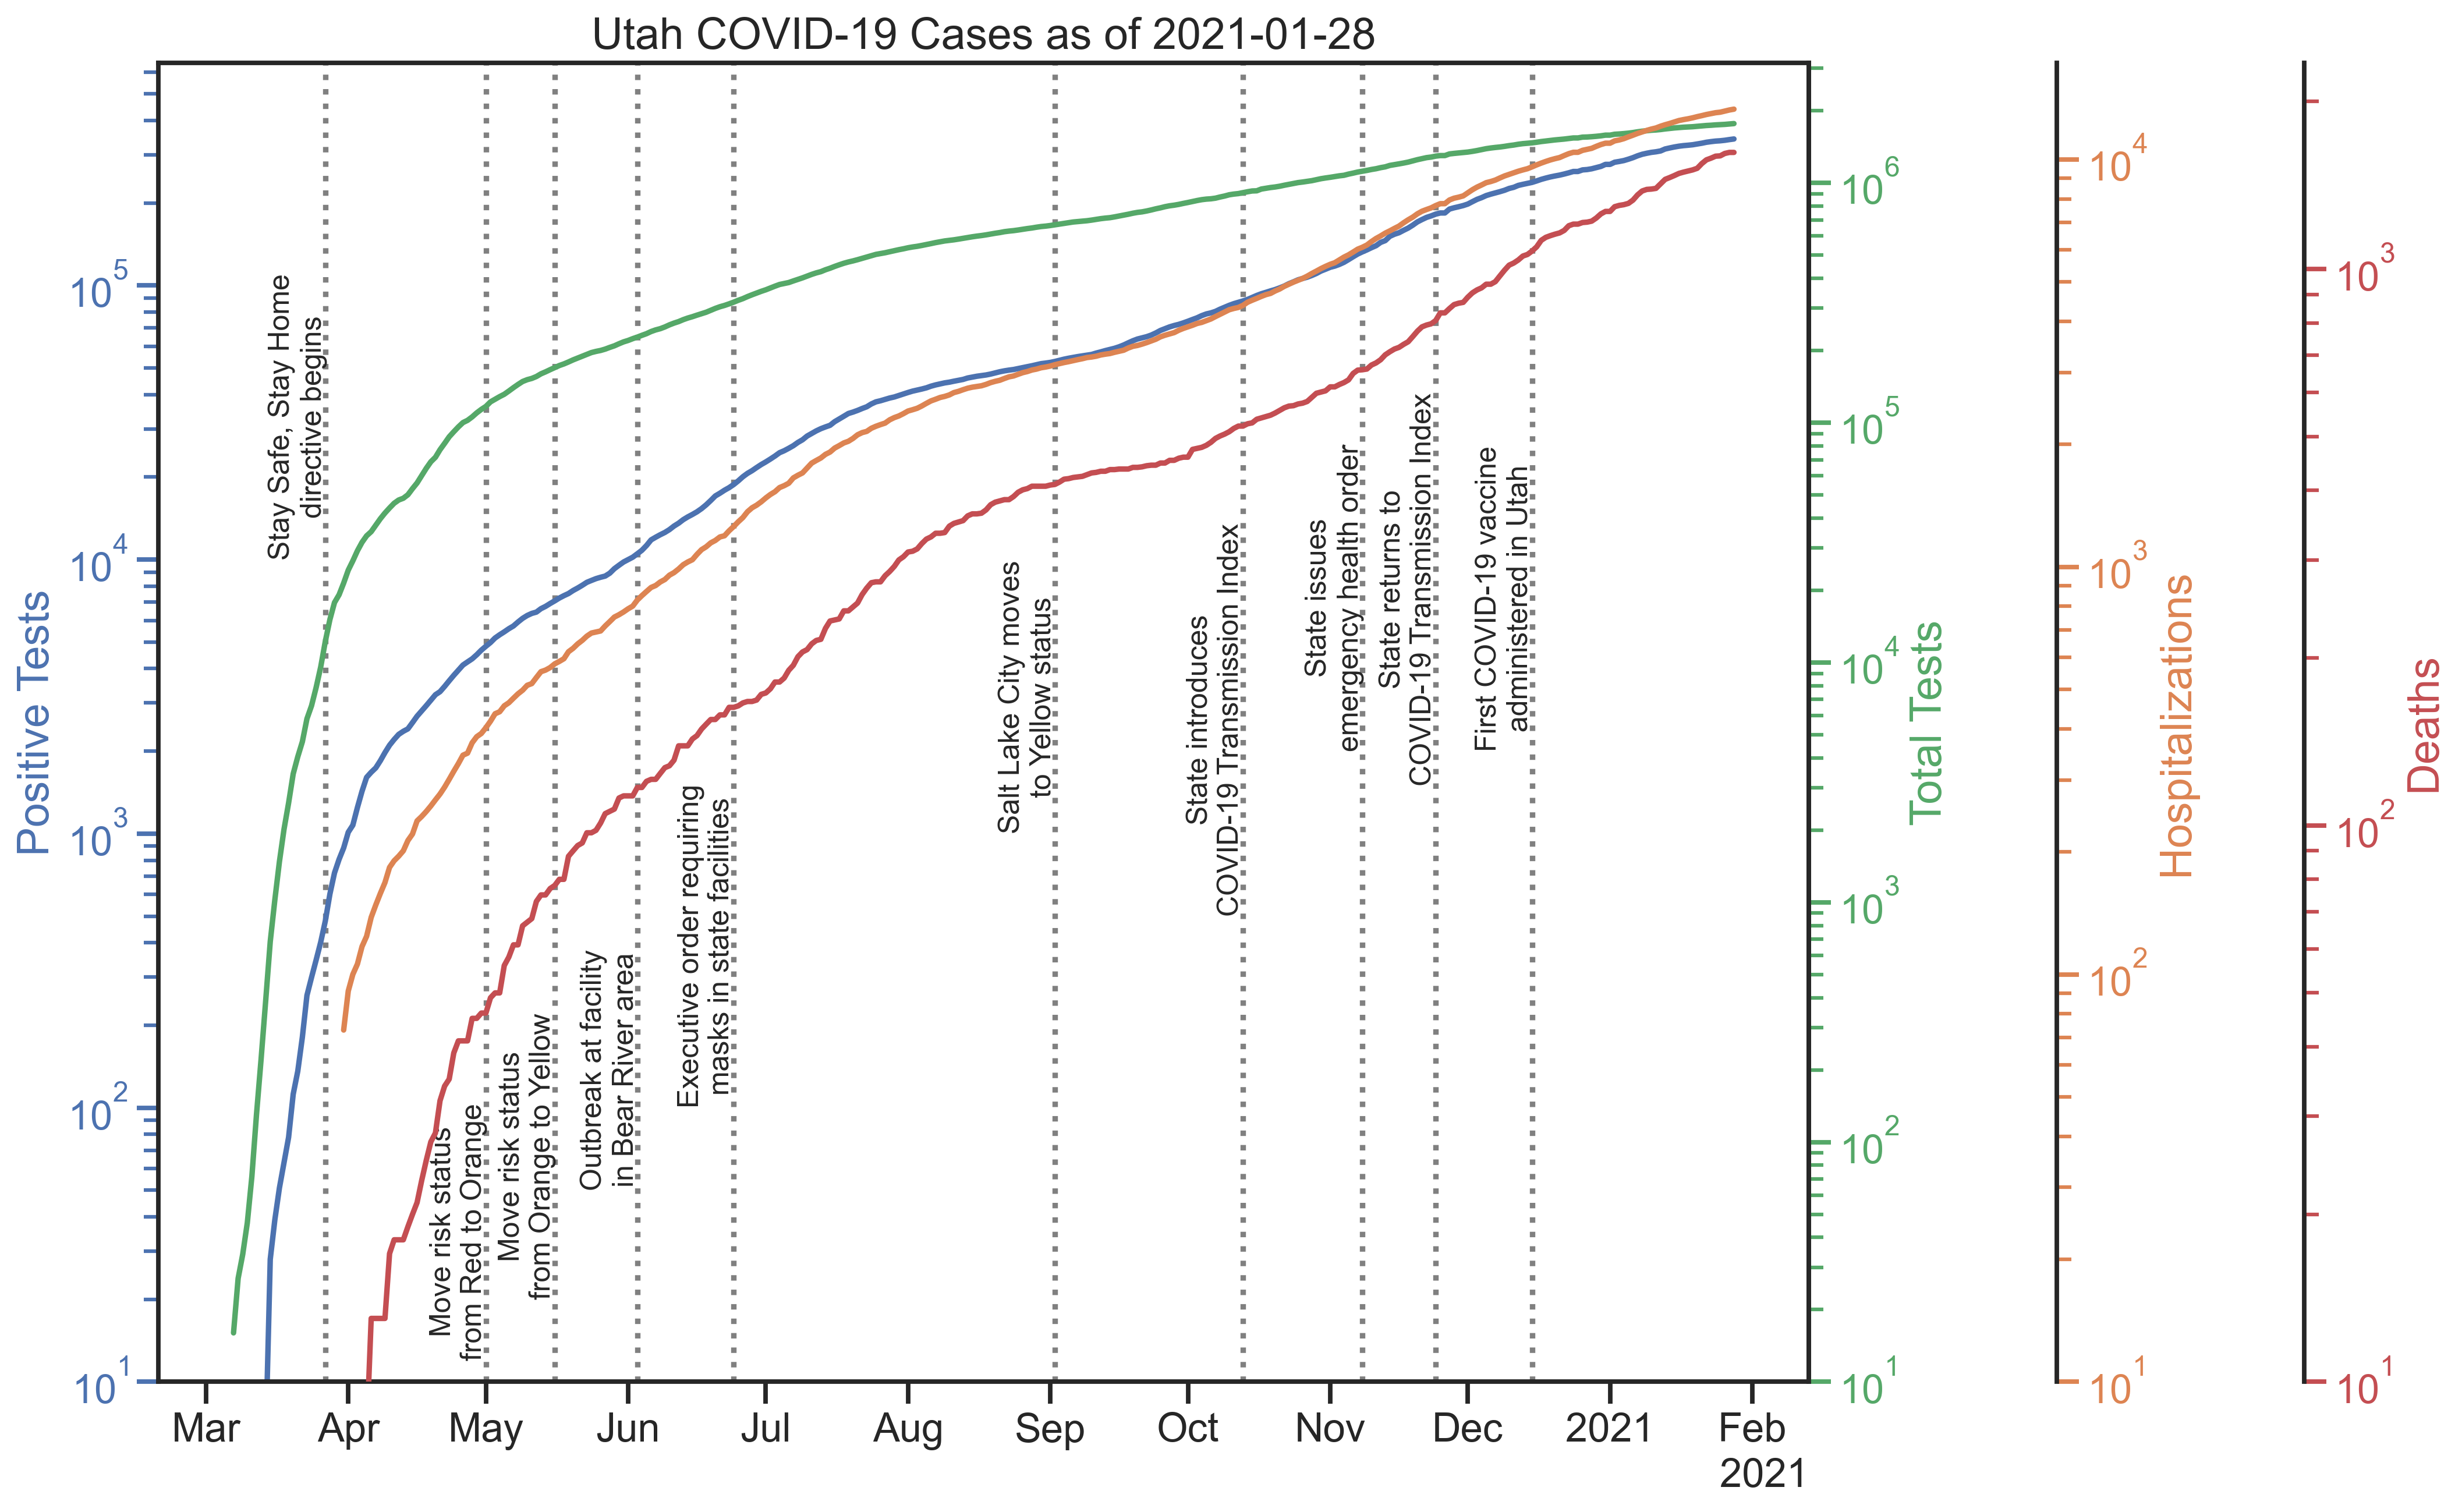 Utah COVID-19 Cases as of 2021-01-28
Positive Tests
10^5
10^4
10^3
10^2
10^1
Stay Safe, Stay Home
directive begins
Move risk status
from Red to Orange
Move risk status
from Orange to Yellow
Outbreak at facility
in Bear River area
Executive order requiring
masks in state facilities
Salt Lake City moves
to Yellow status
State introduces
COVID-19 Transmission Index
State issues
emergency health order
State returns to
COVID-19 Transmission Index
First COVID-19 vaccine
administered in Utah
Mar Apr May Jun Jul Aug Sep Oct Nov Dec 2021 Feb
2021
10^6
10^5
10^4
10^3
10^2
10^1
Total Tests
10^4
10^3
10^2
10^1
Hospitalizations
10^3
10^2
10^1
Deaths